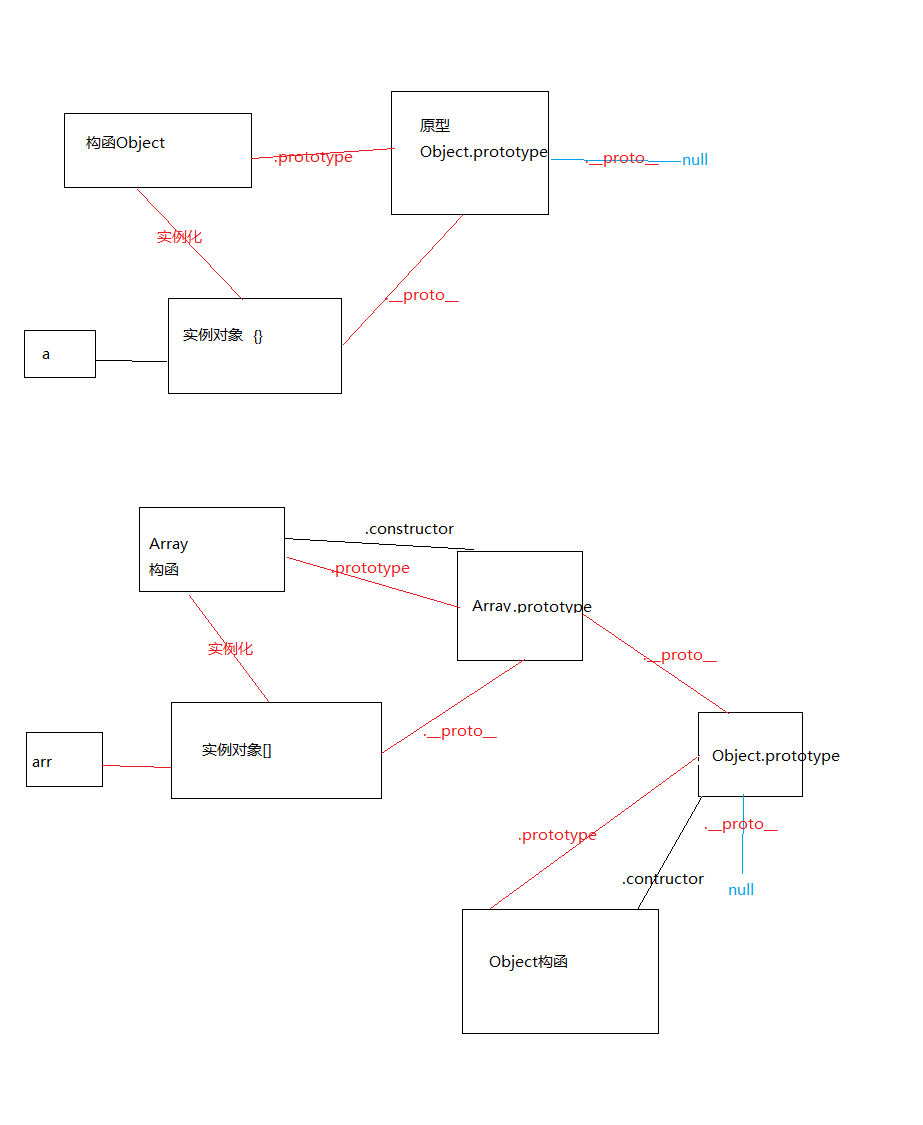 构函Object
原型
Object.prototype
.prototype
.__proto__
null
实例化
.__proto__
实例对象 {}
a
.constructor
Array
构函
.prototype
Array.prototype
实例化
.__proto__
.__proto__
实例对象[]
arr
Object.prototype
.__proto__
.prototype
.contructor
null
Object构函